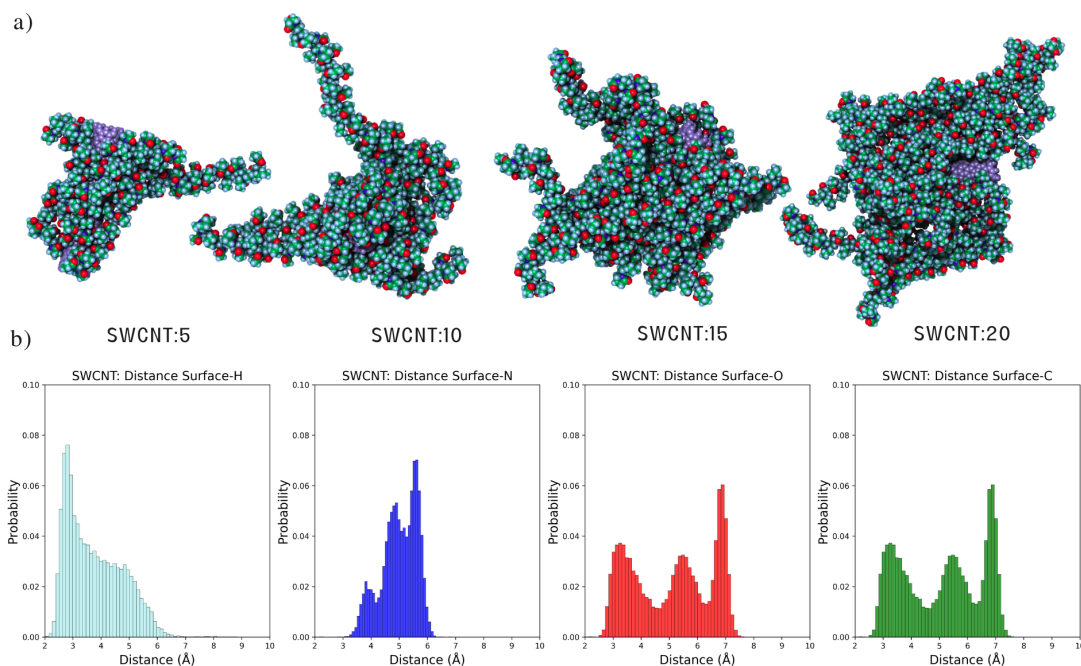 a)
SWCNT:5 SWCNT:10 SWCNT:15 SWCNT:20
b)
SWCNT: Distance Surface-H
0.10
0.08
0.06
0.04
0.02
0.00
Probability
2 3 4 5 6 7 8 9 10
Distance (Å)
SWCNT: Distance Surface-N
0.10
0.08
0.06
0.04
0.02
0.00
Probability
2 3 4 5 6 7 8 9 10
Distance (Å)
SWCNT: Distance Surface-O
0.10
0.08
0.06
0.04
0.02
0.00
Probability
2 3 4 5 6 7 8 9 10
Distance (Å)
SWCNT: Distance Surface-C
0.10
0.08
0.06
0.04
0.02
0.00
Probability
2 3 4 5 6 7 8 9 10
Distance (Å)